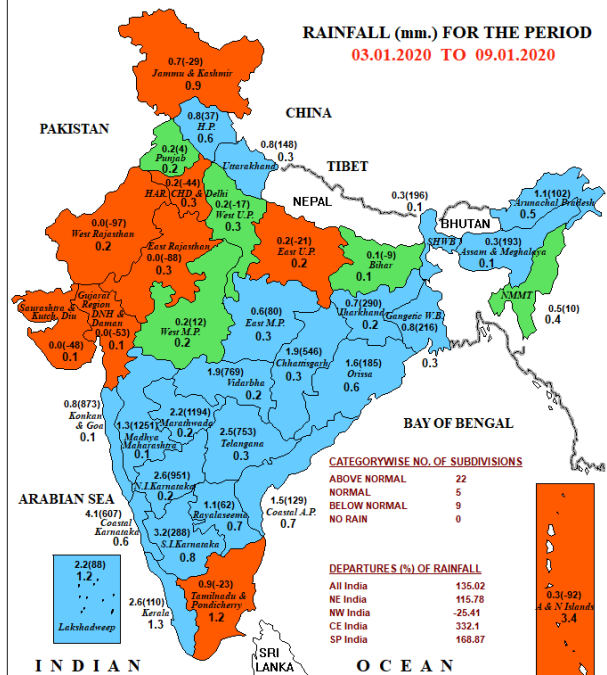 RAINFALL (mm.) FOR THE PERIOD
03.01.2020 TO 09.01.2020
0.7(-29)
Jammu & Kashmir
0.9
CHINA
PAKISTAN
0.8(37)
H.P.
0.6
0.2(4)
Punjab
0.2
0.8(148)
0.3
Uttarakhand
TIBET
0.2(-44)
HAR. CHD & Delhi
0.3
0.2(-17)
West U.P.
0.3
NEPAL
0.3(196)
0.1
1.1(102)
Arunachal Pradesh
0.5
BHUTAN
0.0(-97)
West Rajasthan
0.2
East Rajasthan
0.0(-88)
0.3
0.2(-21)
East U.P.
0.2
0.1(-9)
Bihar
0.1
SHWB
0.3(193)
Assam & Meghalaya
0.1
NMMT
0.5(10)
0.4
Saurashtra &
Kutch, Diu
0.0(-48)
0.1
Gujarat
Region
DNH &
Daman
0.0(-53)
0.1
0.2(12)
West M.P.
0.2
0.6(80)
East M.P.
0.3
0.7(290)
Jharkhand
0.2
Gangetic W.B.
0.8(216)
0.3
1.9(546)
Chhattisgarh
0.3
1.6(185)
Orissa
0.6
1.9(769)
Vidarbha
0.2
0.8(873)
Konkan
& Goa
0.1
1.3(1251)
Madhya
Maharashtra
0.1
2.2(1194)
Marathwada
0.2
2.5(753)
Telangana
0.3
BAY OF BENGAL
CATEGORYWISE NO. OF SUBDIVISIONS
ABOVE NORMAL 22
NORMAL 5
BELOW NORMAL 9
NO RAIN 0
2.6(951)
N.I.Karnataka
0.2
ARABIAN SEA
4.1(607)
Coastal
Karnataka
0.6
1.1(62)
Rayalaseema
0.7
1.5(129)
Coastal A.P.
0.7
3.2(288)
S.I.Karnataka
0.8
2.2(88)
1.2
Lakshadweep
2.6(110)
Kerala
1.3
0.9(-23)
Tamilnadu &
Pondicherry
1.2
DEPARTURES (%) OF RAINFALL
All India 135.02
NE India 115.78
NW India -25.41
CE India 332.1
SP India 168.87
0.3(-92)
A & N Islands
3.4
SRI
LANKA
INDIAN OCEAN